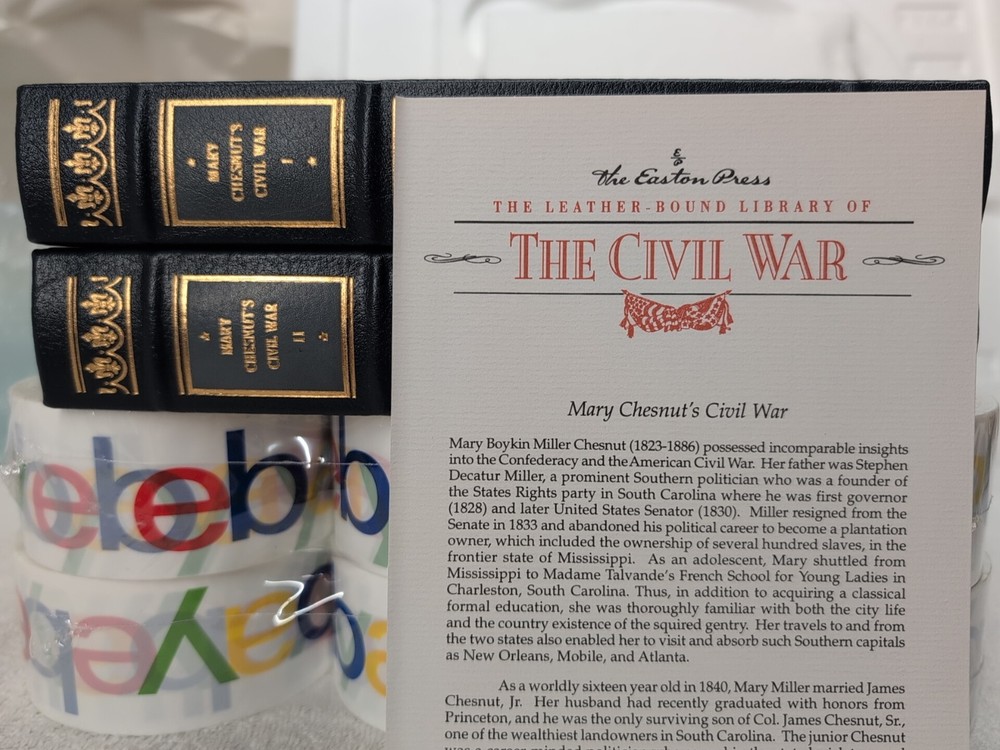 MARY
CHESNUT'S
CIVIL WAR
I
MARY
CHESNUT'S
CIVIL WAR
II
The Easton Press
THE LEATHER-BOUND LIBRARY OF
THE CIVIL WAR
Mary Chesnut's Civil War
Mary Boykin Miller Chesnut (1823-1886) possessed incomparable insights
into the Confederacy and the American Civil War. Her father was Stephen
Decatur Miller, a prominent Southern politician who was a founder of
the States Rights party in South Carolina where he was first governor
(1828) and later United States Senator (1830). Miller resigned from the
Senate in 1833 and abandoned his political career to become a plantation
owner, which included the ownership of several hundred slaves, in the
frontier state of Mississippi. As an adolescent, Mary shuttled from
Mississippi to Madame Talvande's French School for Young Ladies in
Charleston, South Carolina. Thus, in addition to acquiring a classical
formal education, she was thoroughly familiar with both the city life
and the country existence of the squired gentry. Her travels to and from
the two states also enabled her to visit and absorb such Southern capitals
as New Orleans, Mobile, and Atlanta.
As a worldly sixteen year old in 1840, Mary Miller married James
Chesnut, Jr. Her husband had recently graduated with honors from
Princeton, and he was the only surviving son of Col. James Chesnut, Sr.,
one of the wealthiest landowners in South Carolina. The junior Chesnut
ebay
ebay